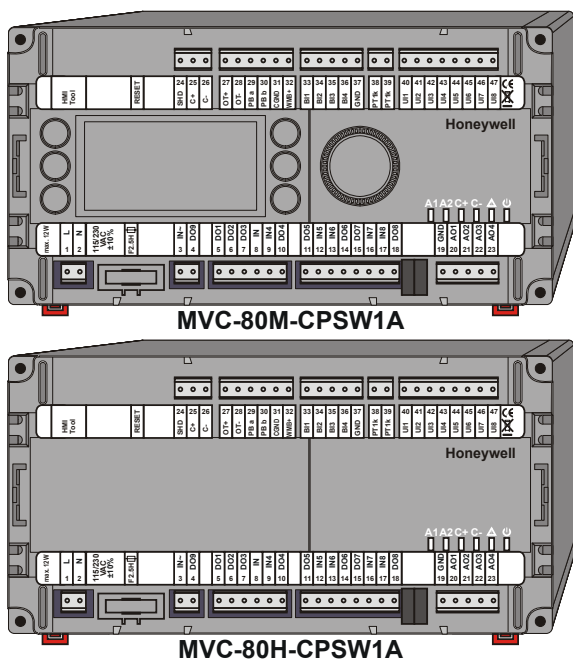 HMI Tool RESET 24 25 26 27 28 29 30 31 32 33 34 35 36 37 38 39 40 41 42 43 44 45 46 47 CE
SHD C+ C- OT+ OT- PB a PB b CGND WMB+ BI1 BI2 BI3 BI4 GND PT1k PT1k UI1 UI2 UI3 UI4 UI5 UI6 UI7 UI8
Honeywell
A1 A2 C+ C-
max. 12W L N 115/230 VAC ±10% F2.5H IN~ DO9 DO1 DO2 DO3 IN IN4 DO4 DO5 IN5 IN6 DO6 DO7 IN7 IN8 DO8 GND AO1 AO2 AO3 AO4
1 2 3 4 5 6 7 8 9 10 11 12 13 14 15 16 17 18 19 20 21 22 23
MVC-80M-CPSW1A
HMI Tool RESET 24 25 26 27 28 29 30 31 32 33 34 35 36 37 38 39 40 41 42 43 44 45 46 47 CE
SHD C+ C- OT+ OT- PB a PB b CGND WMB+ BI1 BI2 BI3 BI4 GND PT1k PT1k UI1 UI2 UI3 UI4 UI5 UI6 UI7 UI8
Honeywell
A1 A2 C+ C-
max. 12W L N 115/230 VAC ±10% F2.5H IN~ DO9 DO1 DO2 DO3 IN IN4 DO4 DO5 IN5 IN6 DO6 DO7 IN7 IN8 DO8 GND AO1 AO2 AO3 AO4
1 2 3 4 5 6 7 8 9 10 11 12 13 14 15 16 17 18 19 20 21 22 23
MVC-80H-CPSW1A